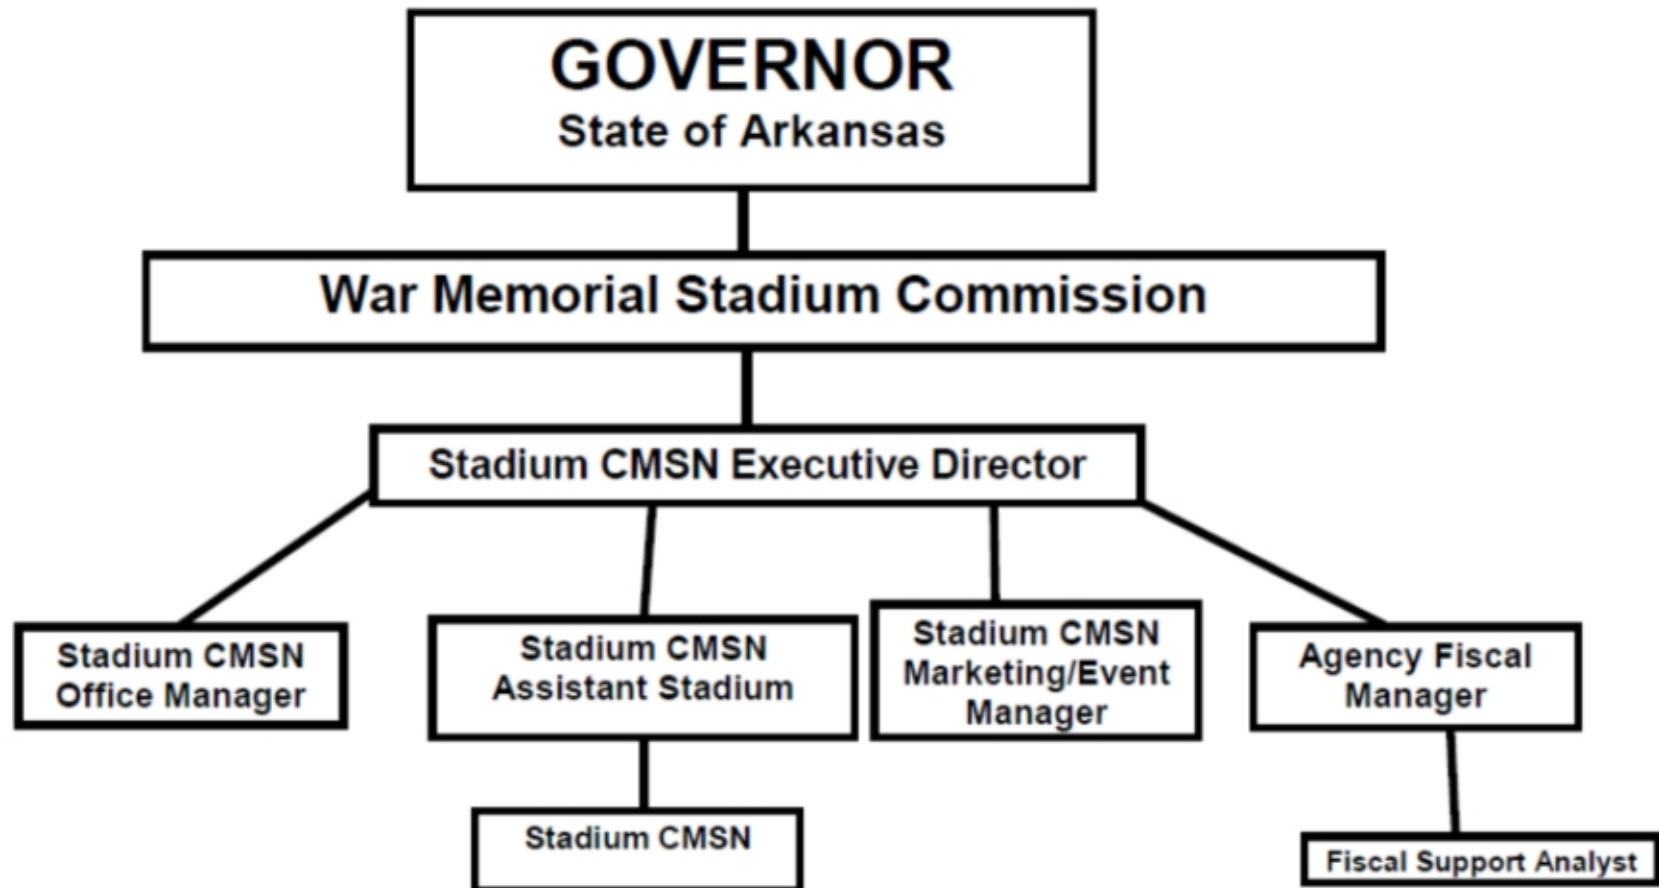 GOVERNOR
State of Arkansas
War Memorial Stadium Commission
Stadium CMSN Executive Director
Stadium CMSN
Office Manager
Stadium CMSN
Assistant Stadium
Stadium CMSN
Marketing/Event
Manager
Agency Fiscal
Manager
Stadium CMSN
Fiscal Support Analyst